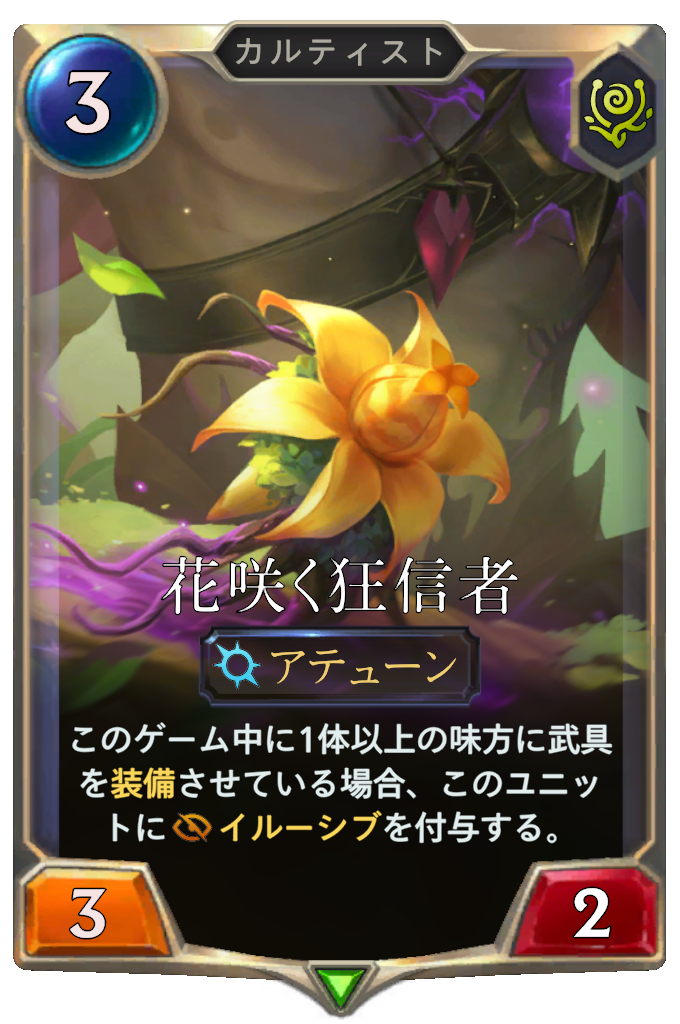 カルティスト
3
花咲く狂信者
アテューン
このゲーム中に1体以上の味方に武具
を装備させている場合、このユニッ
トにイルーシブを付与する。
3
2